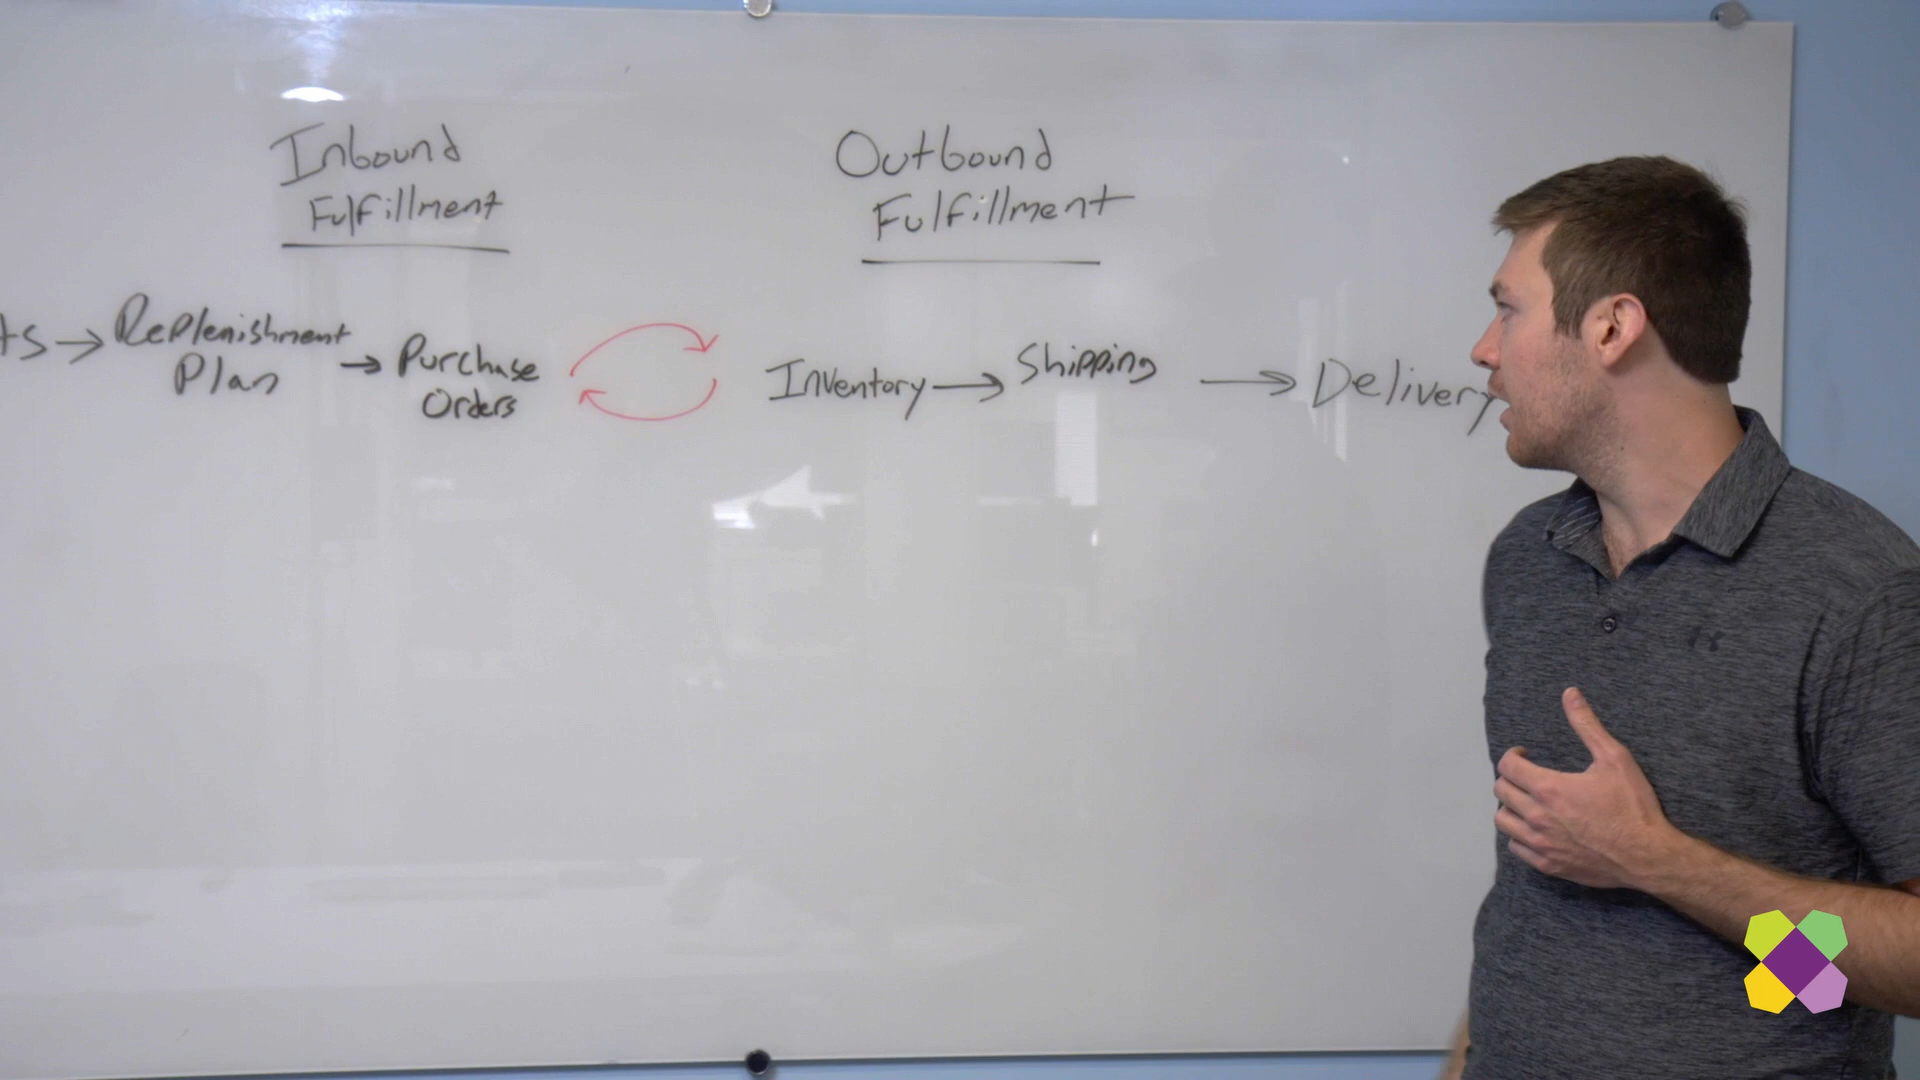 Inbound
Fulfillment
Outbound
Fulfillment
ts → Replenishment
Plan
→ Purchase
Orders
Inventory → Shipping → Delivery